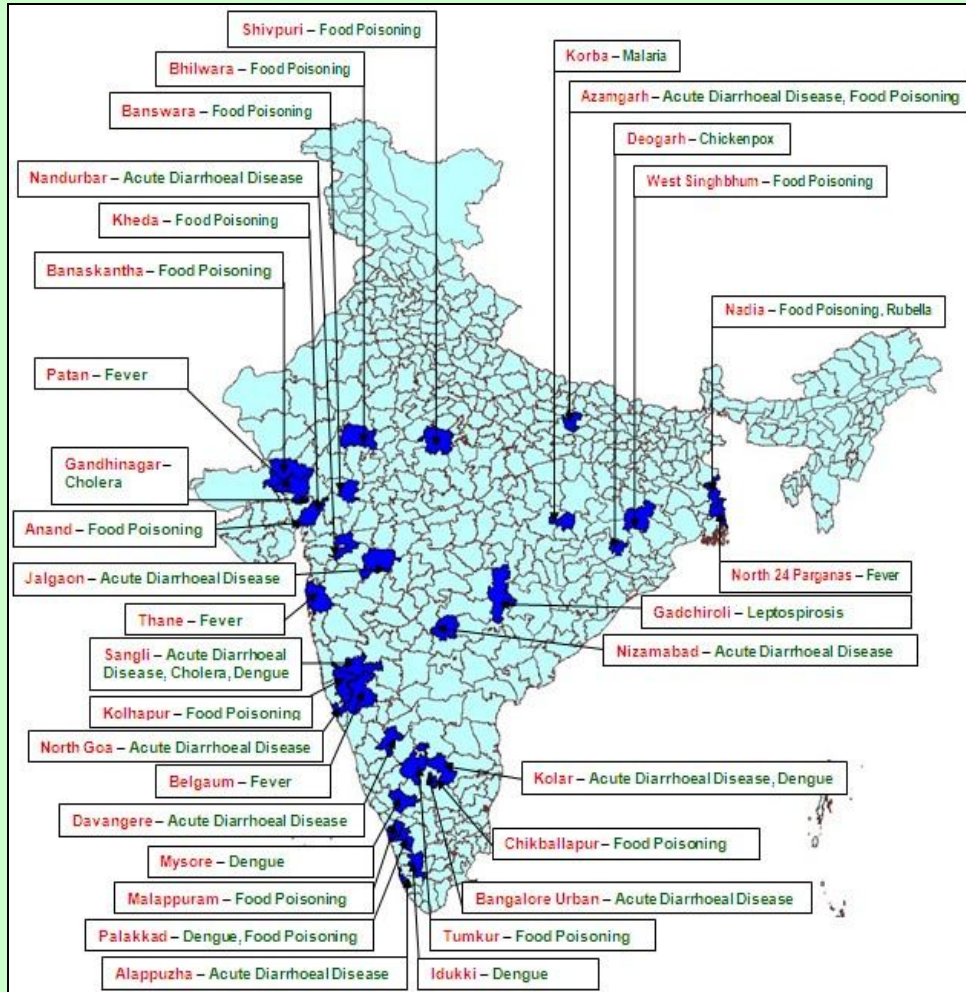 Shivpuri – Food Poisoning
Bhilwara – Food Poisoning
Banswara – Food Poisoning
Nandurbar – Acute Diarrhoeal Disease
Kheda – Food Poisoning
Banaskantha – Food Poisoning
Patan – Fever
Gandhinagar –
Cholera
Anand – Food Poisoning
Jalgaon – Acute Diarrhoeal Disease
Thane – Fever
Sangli – Acute Diarrhoeal
Disease, Cholera, Dengue
Kolhapur – Food Poisoning
North Goa – Acute Diarrhoeal Disease
Belgaum – Fever
Davangere – Acute Diarrhoeal Disease
Mysore – Dengue
Malappuram – Food Poisoning
Palakkad – Dengue, Food Poisoning
Alappuzha – Acute Diarrhoeal Disease
Korba – Malaria
Azamgarh – Acute Diarrhoeal Disease, Food Poisoning
Deogarh – Chickenpox
West Singhbhum – Food Poisoning
Nadia – Food Poisoning, Rubella
North 24 Parganas – Fever
Gadchiroli – Leptospirosis
Nizamabad – Acute Diarrhoeal Disease
Kolar – Acute Diarrhoeal Disease, Dengue
Chikballapur – Food Poisoning
Bangalore Urban – Acute Diarrhoeal Disease
Tumkur – Food Poisoning
Idukki – Dengue